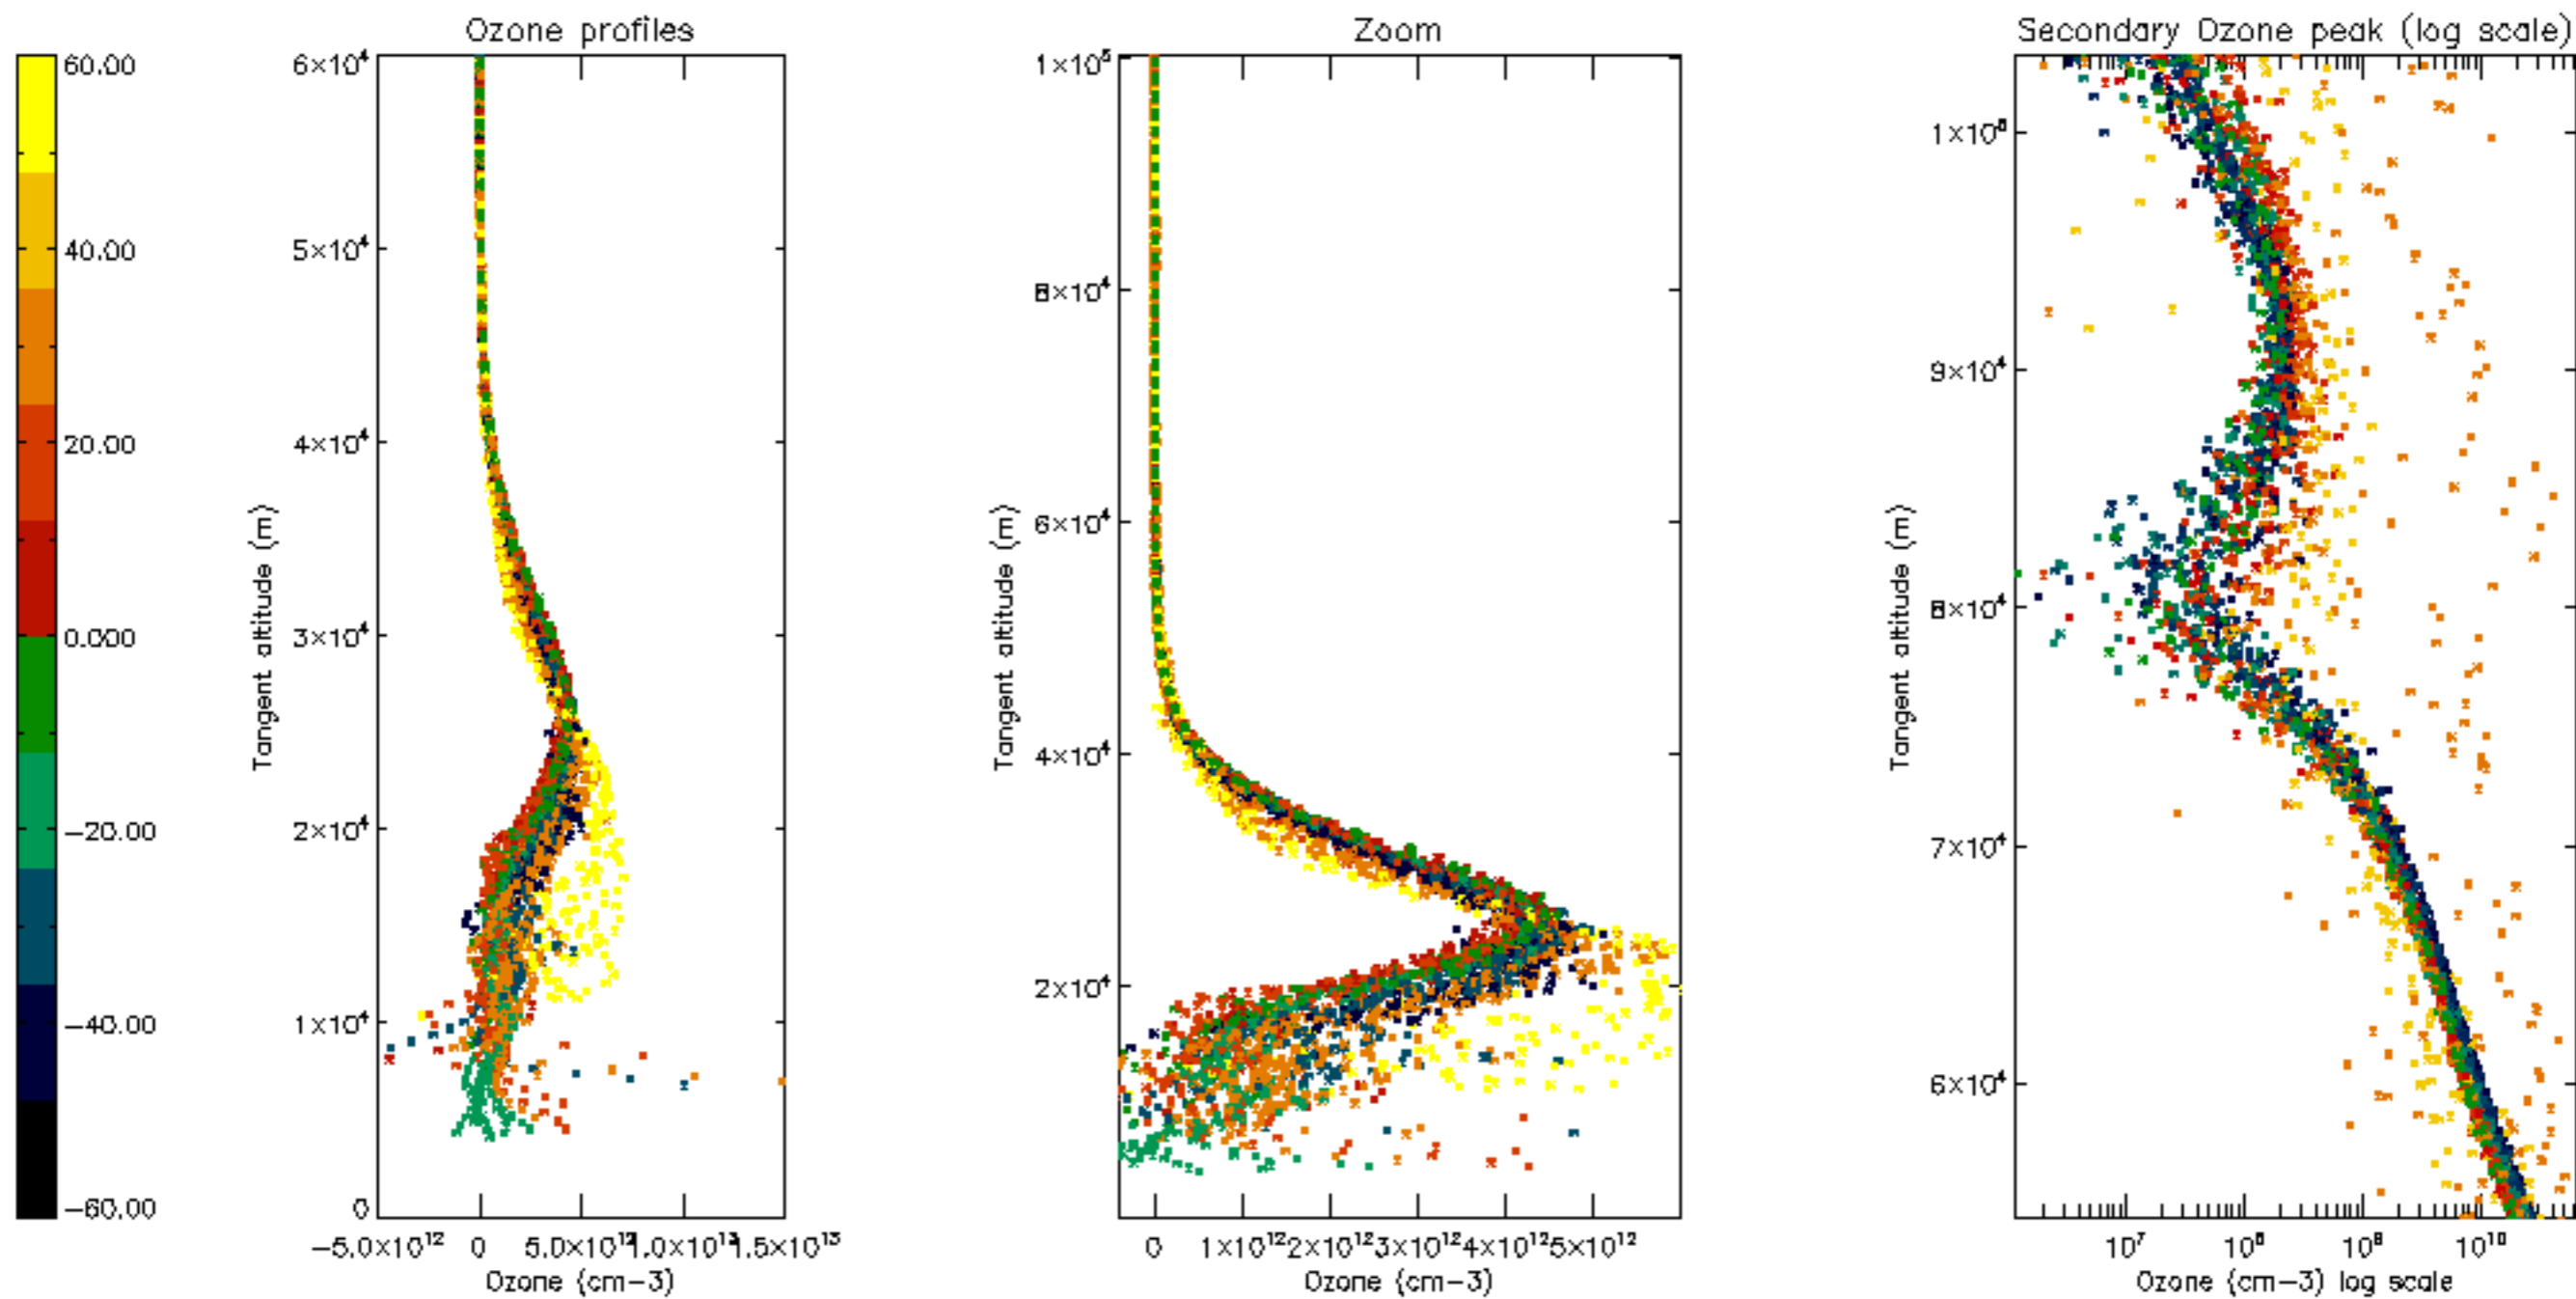 Ozone profiles
Zoom
Secondary Ozone peak (log scale)
60.00
40.00
20.00
0.000
-20.00
-40.00
-60.00
6×10⁴
5×10⁴
4×10⁴
3×10⁴
2×10⁴
1×10⁴
0
Tangent altitude (m)
-5.0×10¹² 0 5.0×10¹² 1.0×10¹³ 1.5×10¹³
Ozone (cm-3)
1×10⁵
8×10⁴
6×10⁴
4×10⁴
2×10⁴
Tangent altitude (m)
0 1×10¹² 2×10¹² 3×10¹² 4×10¹² 5×10¹²
Ozone (cm-3)
1×10⁵
9×10⁴
8×10⁴
7×10⁴
6×10⁴
Tangent altitude (m)
10⁷ 10⁸ 10⁹ 10¹⁰
Ozone (cm-3) log scale